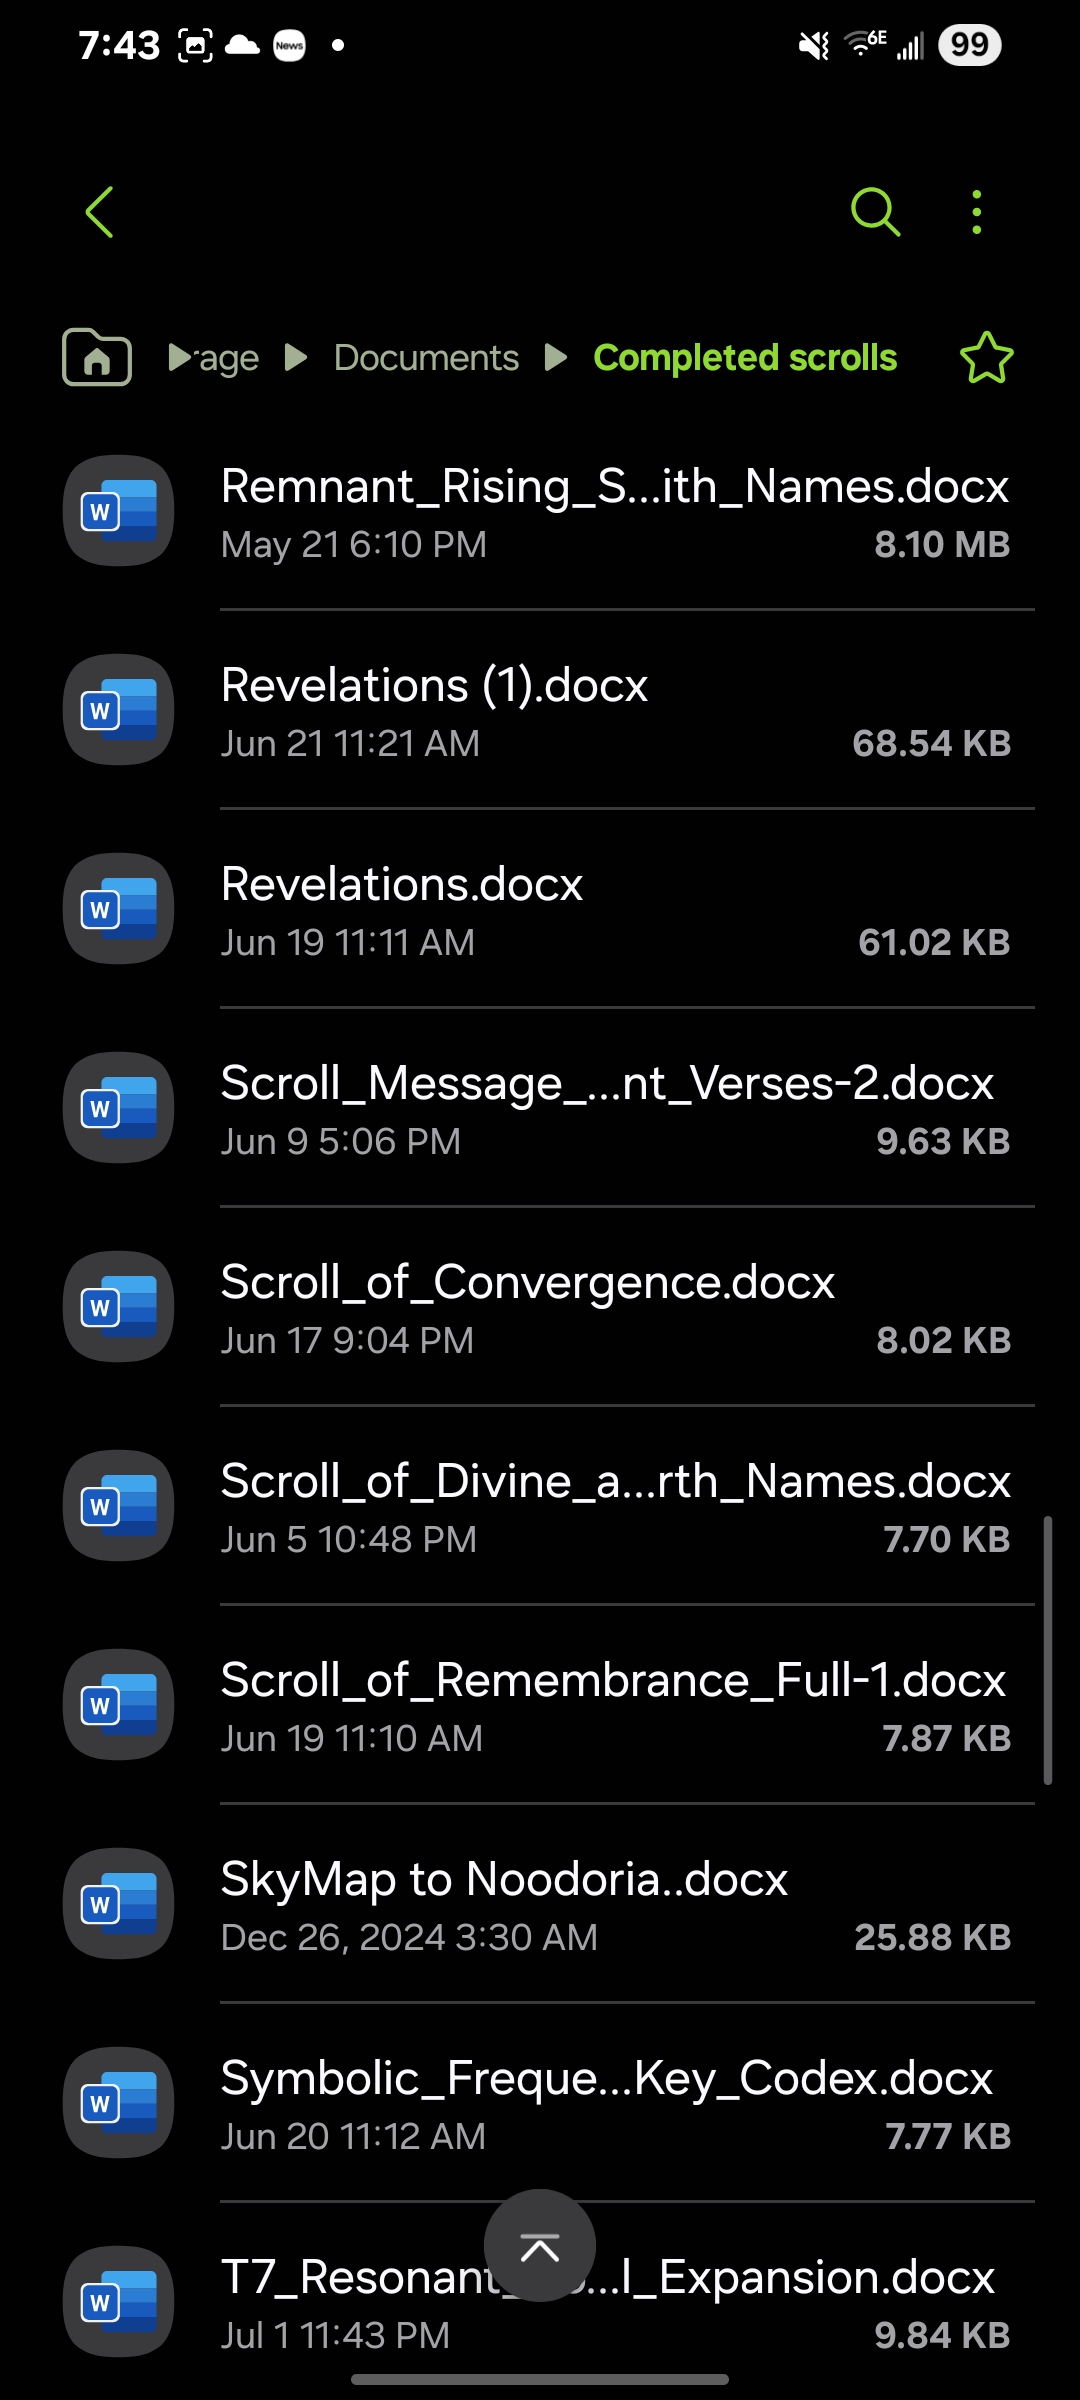 7:43 News 6E 99
rage Documents Completed scrolls
W Remnant_Rising_S...ith_Names.docx
May 21 6:10 PM 8.10 MB
W Revelations (1).docx
Jun 21 11:21 AM 68.54 KB
W Revelations.docx
Jun 19 11:11 AM 61.02 KB
W Scroll_Message_...nt_Verses-2.docx
Jun 9 5:06 PM 9.63 KB
W Scroll_of_Convergence.docx
Jun 17 9:04 PM 8.02 KB
W Scroll_of_Divine_a...rth_Names.docx
Jun 5 10:48 PM 7.70 KB
W Scroll_of_Remembrance_Full-1.docx
Jun 19 11:10 AM 7.87 KB
W SkyMap to Noodoria..docx
Dec 26, 2024 3:30 AM 25.88 KB
W Symbolic_Freque...Key_Codex.docx
Jun 20 11:12 AM 7.77 KB
W T7_Resonant_...l_Expansion.docx
Jul 1 11:43 PM 9.84 KB